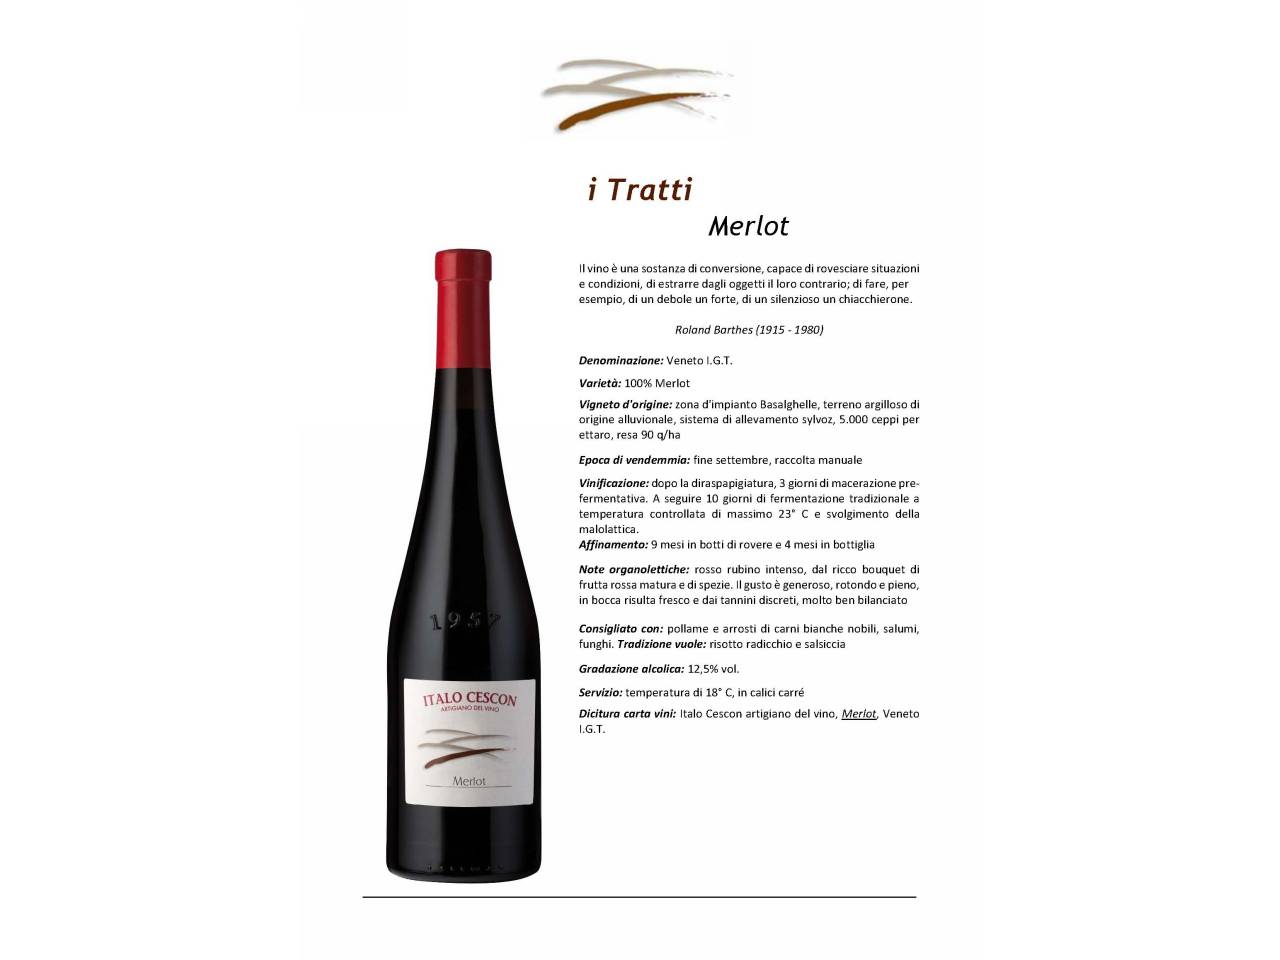 i Tratti
Merlot
Il vino è una sostanza di conversione, capace di rovesciare situazioni
e condizioni, di estrarre dagli oggetti il loro contrario; di fare, per
esempio, di un debole un forte, di un silenzioso un chiacchierone.
Roland Barthes (1915 - 1980)
Denominazione: Veneto I.G.T.
Varietà: 100% Merlot
Vigneto d'origine: zona d'impianto Basalghelle, terreno argilloso di
origine alluvionale, sistema di allevamento sylvoz, 5.000 ceppi per
ettaro, resa 90 q/ha
Epoca di vendemmia: fine settembre, raccolta manuale
Vinificazione: dopo la diraspapigiatura, 3 giorni di macerazione pre-
fermentativa. A seguire 10 giorni di fermentazione tradizionale a
temperatura controllata di massimo 23° C e svolgimento della
malolattica.
Affinamento: 9 mesi in botti di rovere e 4 mesi in bottiglia
Note organolettiche: rosso rubino intenso, dal ricco bouquet di
frutta rossa matura e di spezie. Il gusto è generoso, rotondo e pieno,
in bocca risulta fresco e dai tannini discreti, molto ben bilanciato
Consigliato con: pollame e arrosti di carni bianche nobili, salumi,
funghi. Tradizione vuole: risotto radicchio e salsiccia
Gradazione alcolica: 12,5% vol.
Servizio: temperatura di 18° C, in calici carré
Dicitura carta vini: Italo Cescon artigiano del vino, Merlot, Veneto
I.G.T.
1957
ITALO CESCON
ARTIGIANO DEL VINO
Merlot